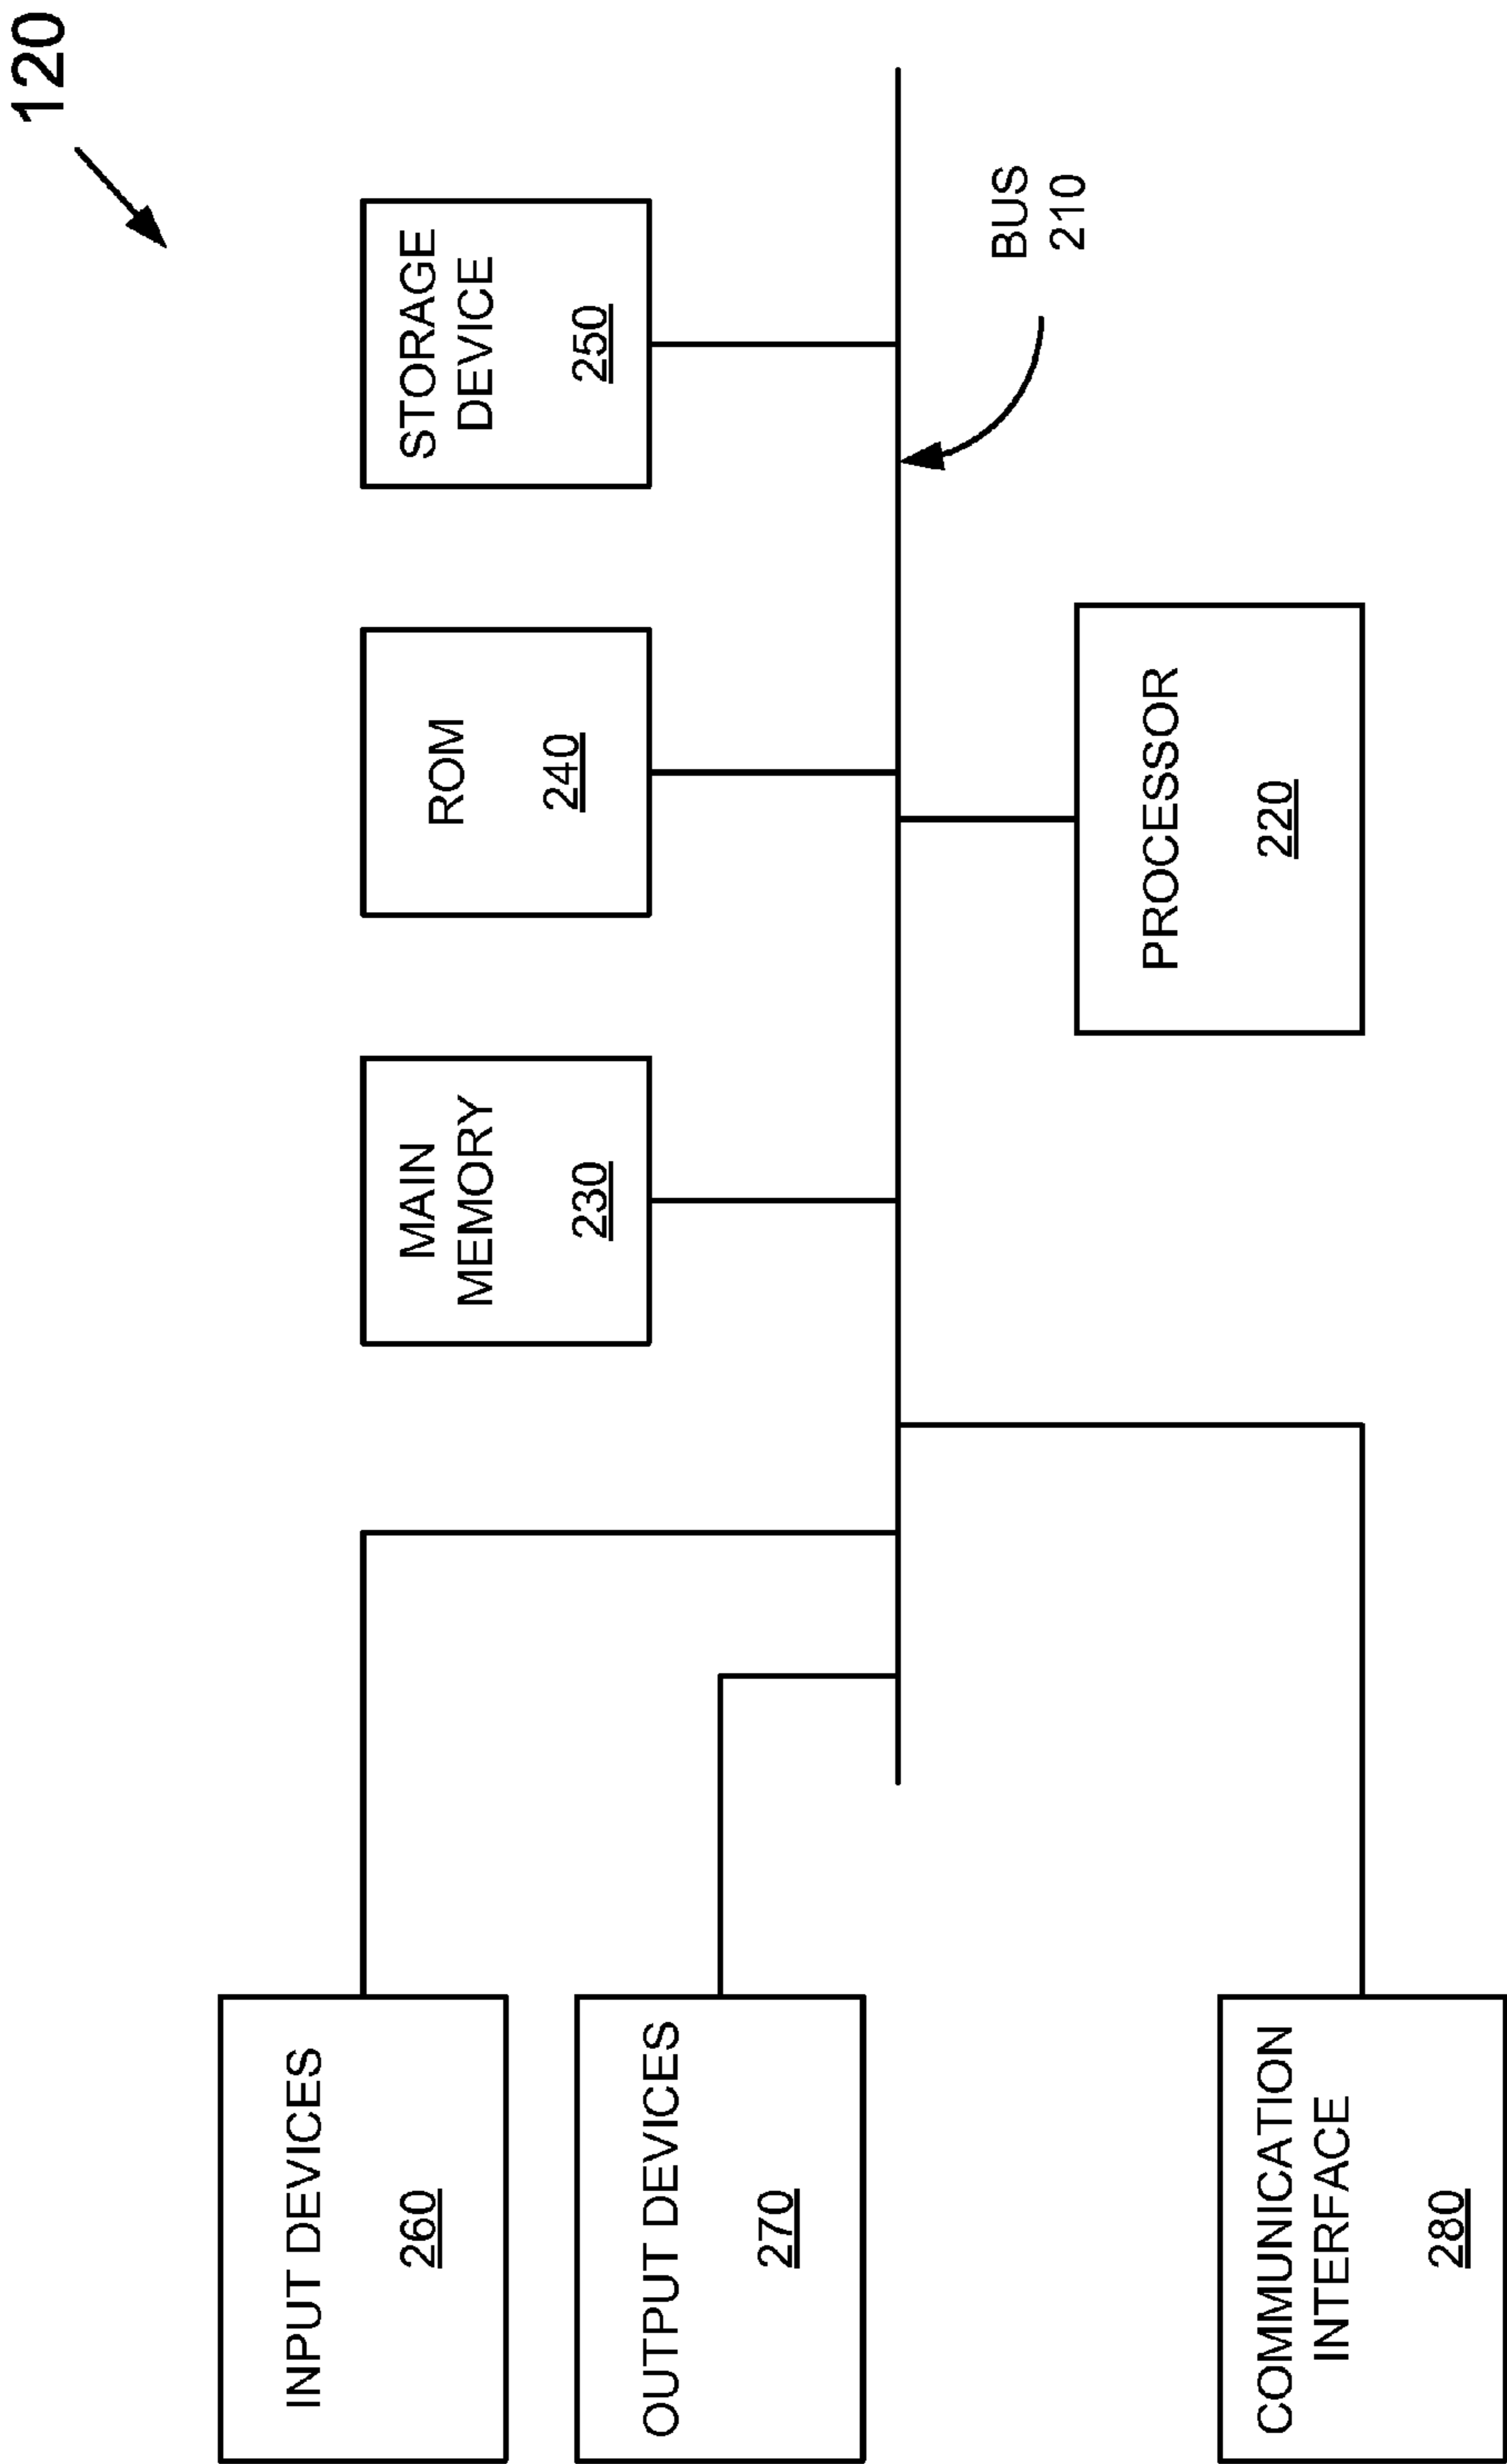 120
MAIN
MEMORY
230
ROM
240
STORAGE
DEVICE
250
INPUT DEVICES
260
OUTPUT DEVICES
270
BUS
210
PROCESSOR
220
COMMUNICATION
INTERFACE
280